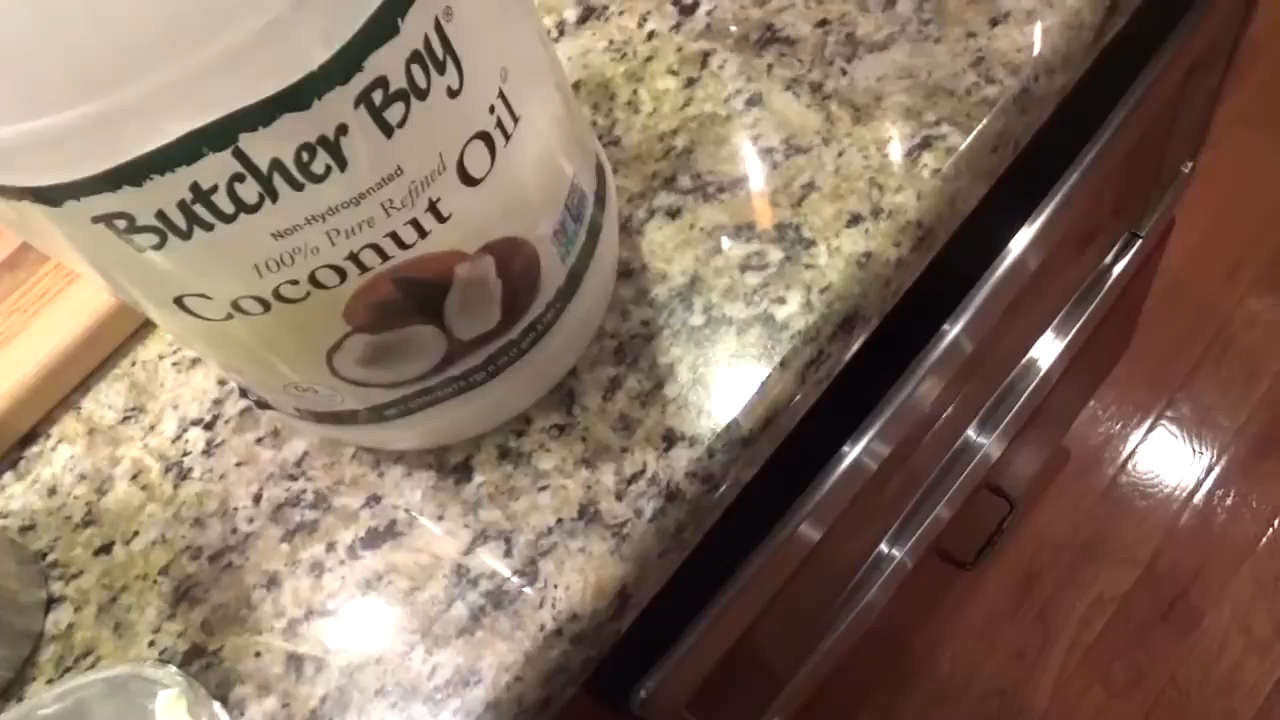 Butcher Boy®
Non-Hydrogenated
100% Pure Refined
Coconut Oil